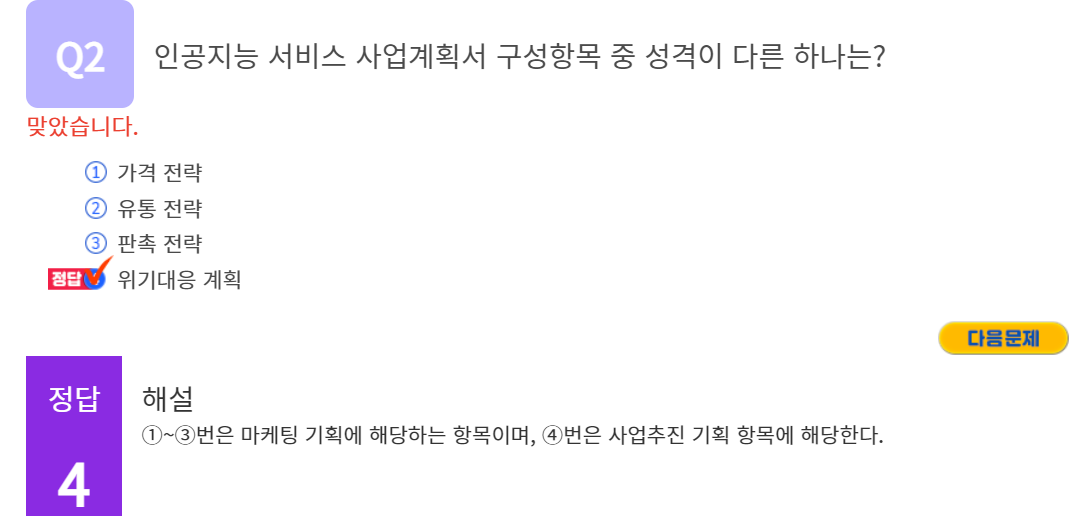 Q2 인공지능 서비스 사업계획서 구성항목 중 성격이 다른 하나는?
맞았습니다.
① 가격 전략
② 유통 전략
③ 판촉 전략
정답 위기대응 계획
다음문제
정답 해설
①~③번은 마케팅 기획에 해당하는 항목이며, ④번은 사업추진 기획 항목에 해당한다.
4